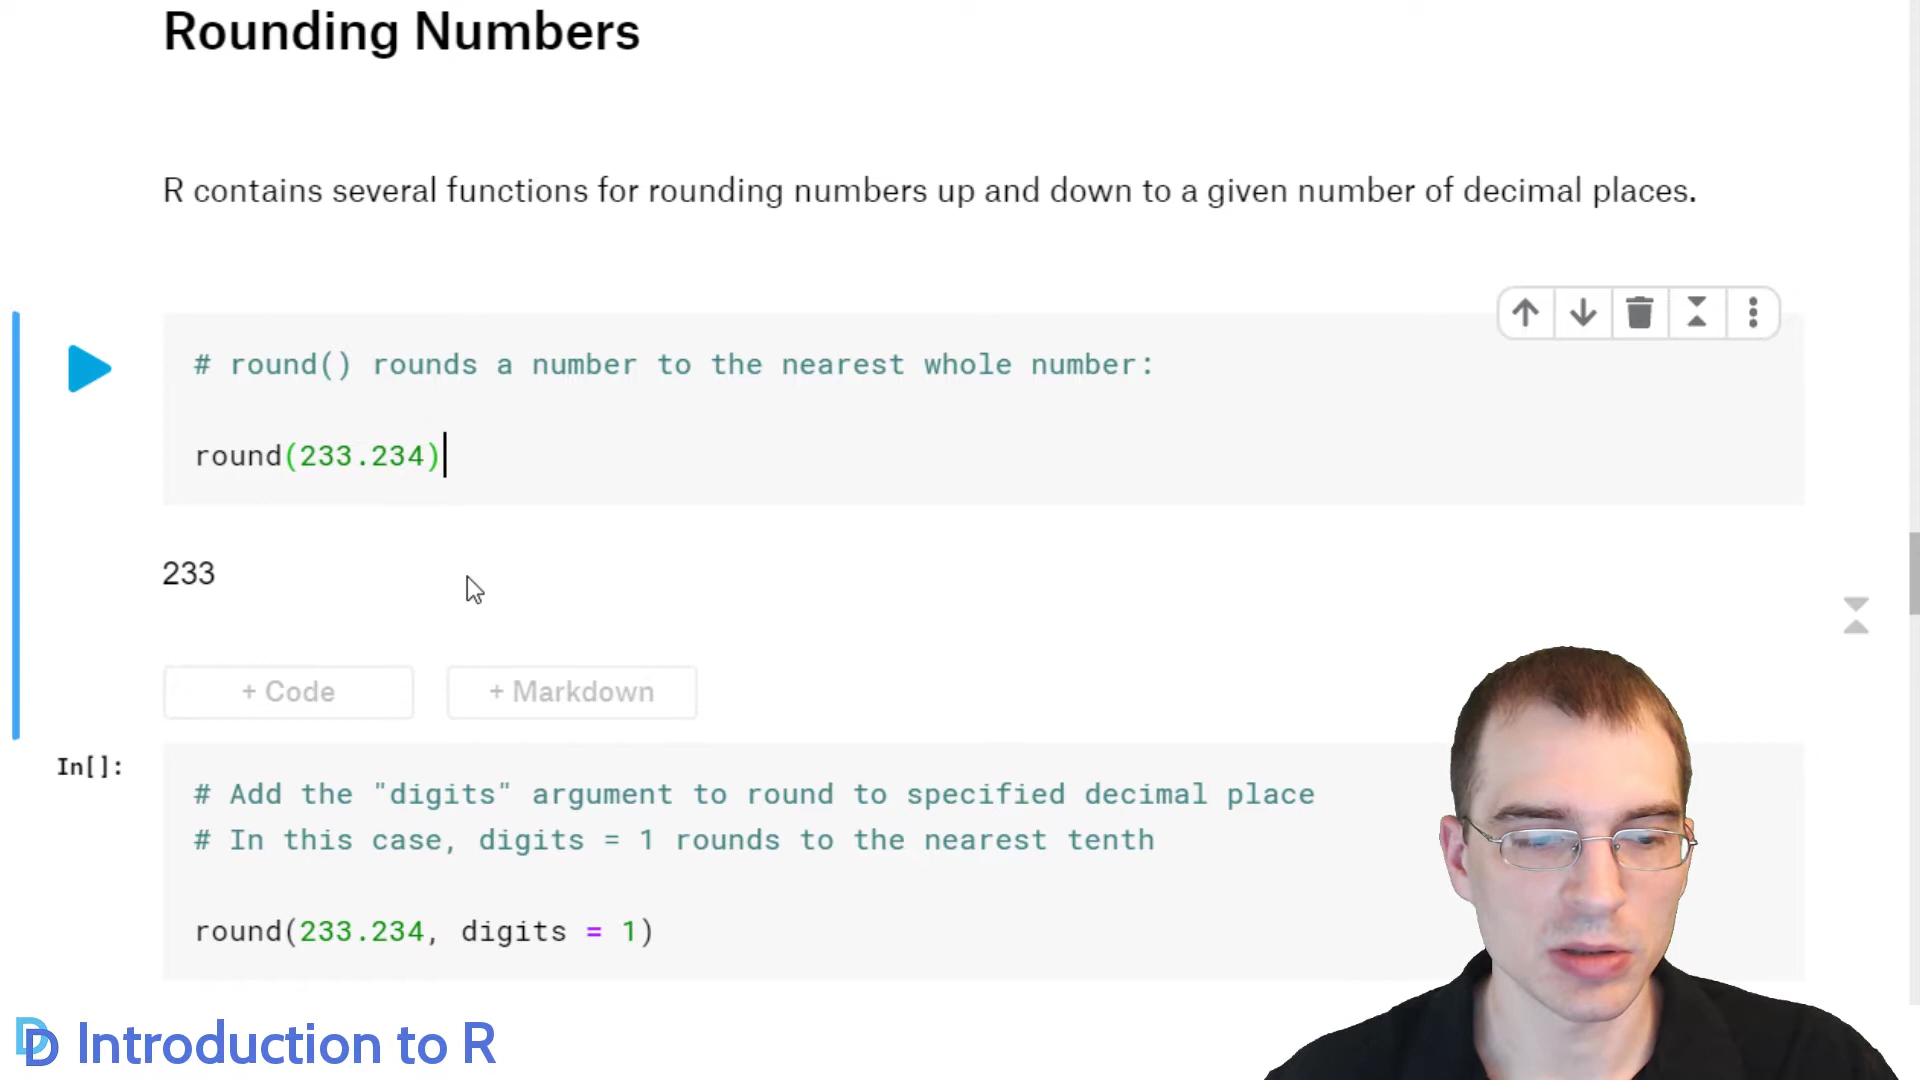 Rounding Numbers
R contains several functions for rounding numbers up and down to a given number of decimal places.
# round() rounds a number to the nearest whole number:
round(233.234)
233
+ Code
+ Markdown
In[]:
# Add the "digits" argument to round to specified decimal place
# In this case, digits = 1 rounds to the nearest tenth
round(233.234, digits = 1)
Introduction to R